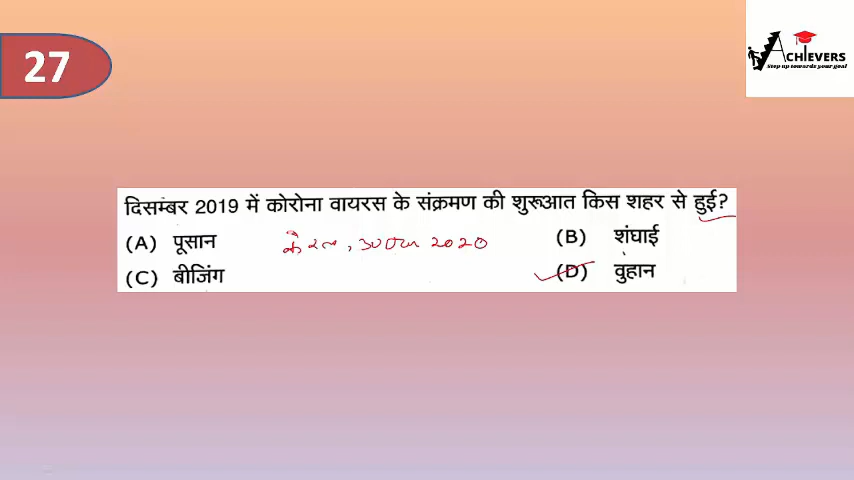 27
ACHIEVERS
Step up towards your goal
दिसम्बर 2019 में कोरोना वायरस के संक्रमण की शुरूआत किस शहर से हुई?
(A) पूसान
केरल, 30 जन 2020
(B) शंघाई
(C) बीजिंग
(D) वुहान